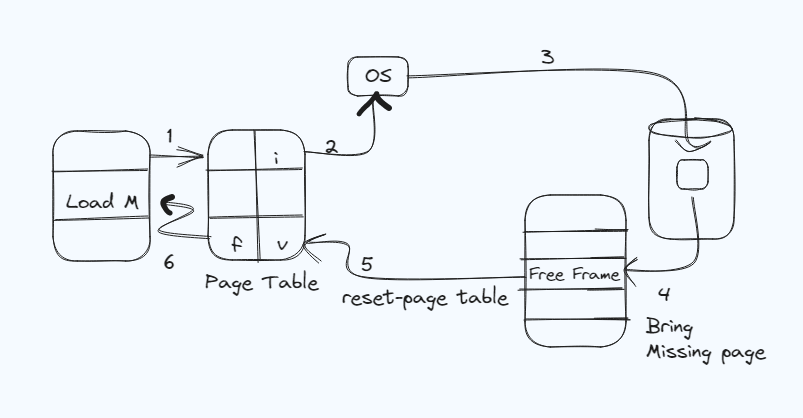 3
OS
1
2
i
Load M
f
v
6
Page Table
5
reset-page table
Free Frame
4
Bring
Missing page